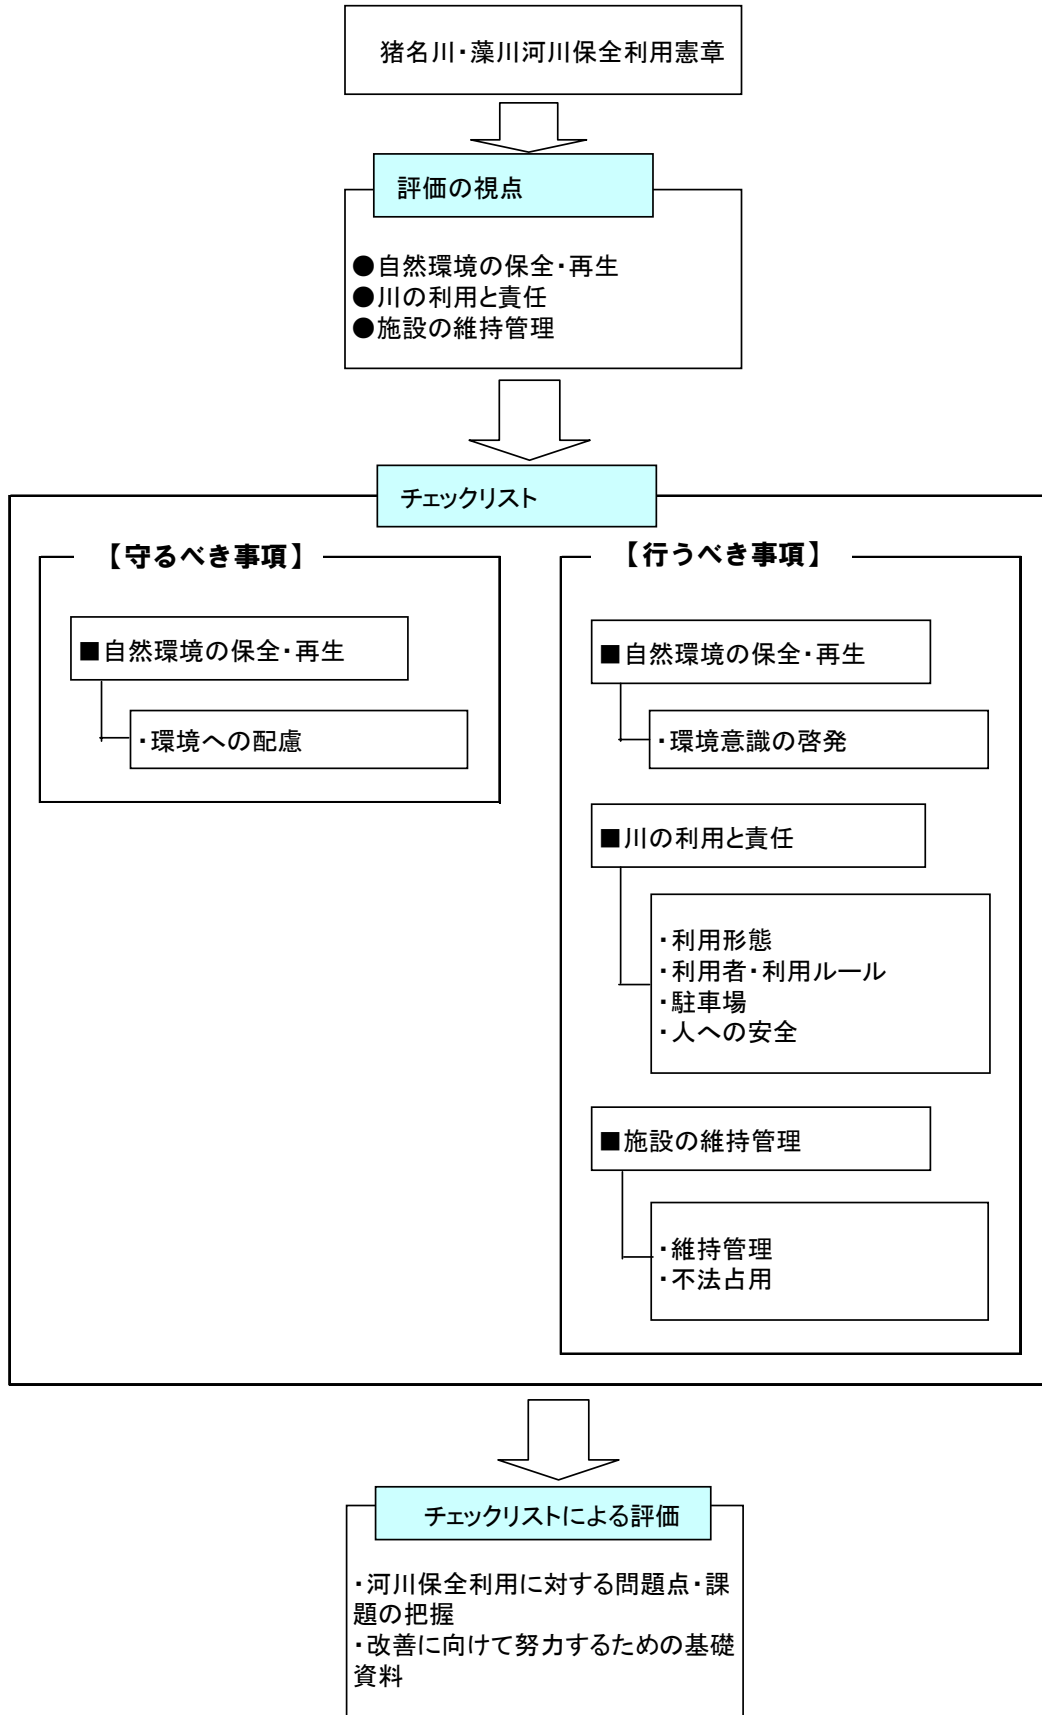 猪名川・藻川河川保全利用憲章
評価の視点
●自然環境の保全・再生
●川の利用と責任
●施設の維持管理
チェックリスト
【守るべき事項】
■自然環境の保全・再生
・環境への配慮
【行うべき事項】
■自然環境の保全・再生
・環境意識の啓発
■川の利用と責任
・利用形態
・利用者・利用ルール
・駐車場
・人への安全
■施設の維持管理
・維持管理
・不法占用
チェックリストによる評価
・河川保全利用に対する問題点・課
題の把握
・改善に向けて努力するための基礎
資料